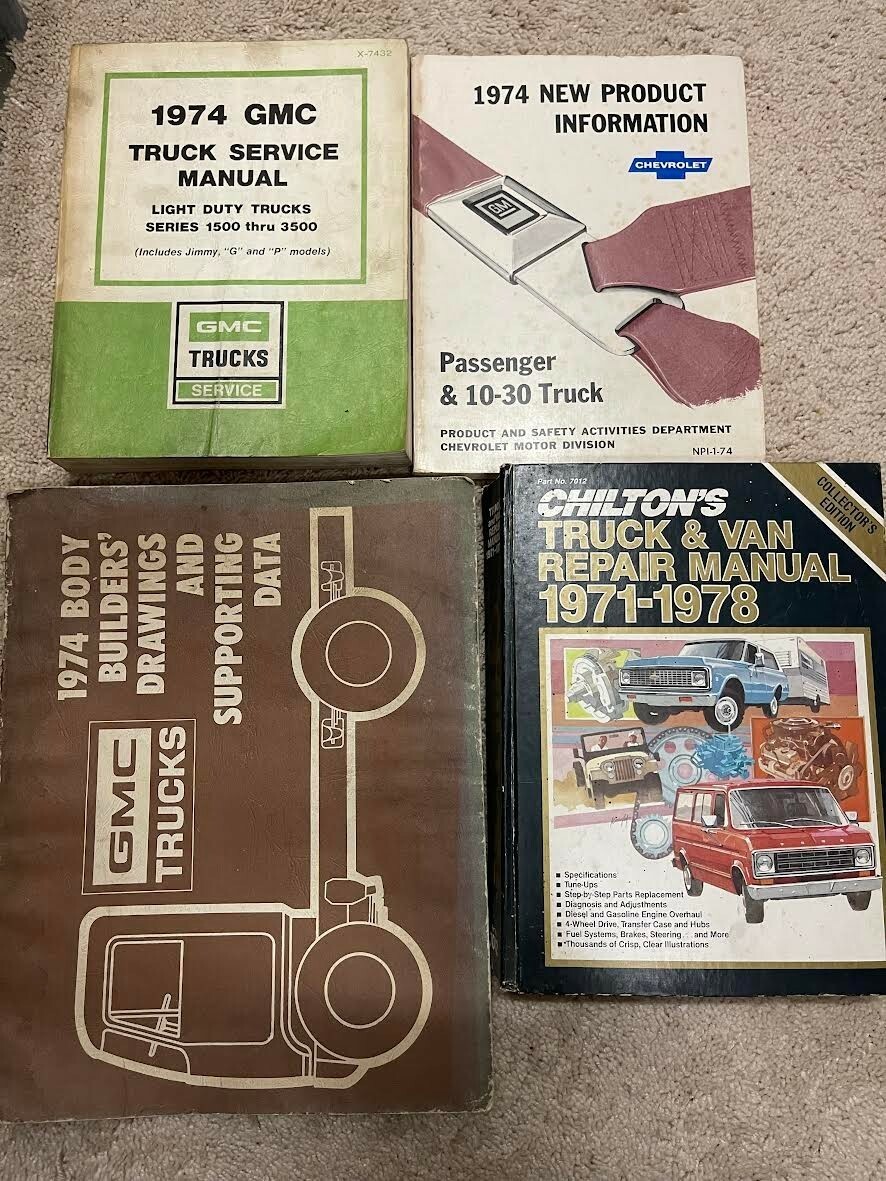 X-7432
1974 GMC
TRUCK SERVICE
MANUAL
LIGHT DUTY TRUCKS
SERIES 1500 thru 3500
(Includes Jimmy, "G" and "P" models)
GMC
TRUCKS
SERVICE
1974 NEW PRODUCT
INFORMATION
CHEVROLET
GM
Passenger
& 10-30 Truck
PRODUCT AND SAFETY ACTIVITIES DEPARTMENT
CHEVROLET MOTOR DIVISION
NPI-1-74
1974 BODY
BUILDERS'
DRAWINGS
AND
SUPPORTING
DATA
GMC
TRUCKS
Part No. 7012
CHILTON'S
TRUCK & VAN
REPAIR MANUAL
1971-1978
COLLECTOR'S
EDITION
■ Specifications
■ Tune-Ups
■ Step-by-Step Parts Replacement
■ Diagnosis and Adjustments
■ Diesel and Gasoline Engine Overhaul
■ 4-Wheel Drive, Transfer Case and Hubs
■ Fuel Systems, Brakes, Steering... and More
■ Thousands of Crisp, Clear Illustrations